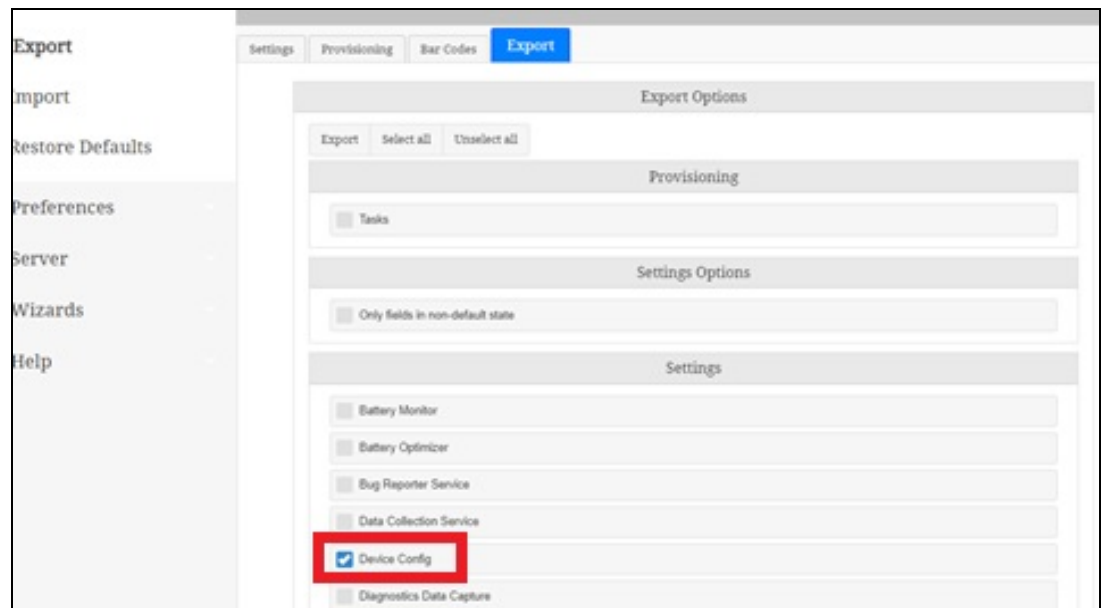 Export
mport
Restore Defaults
Preferences
Server
Wizards
Help
Settings Provisioning Bar Codes Export
Export Options
Export Select all Unselect all
Provisioning
Tasks
Settings Options
Only fields in non-default state
Settings
Battery Monitor
Battery Optimizer
Bug Reporter Service
Data Collection Service
Device Config
Diagnostics Data Capture